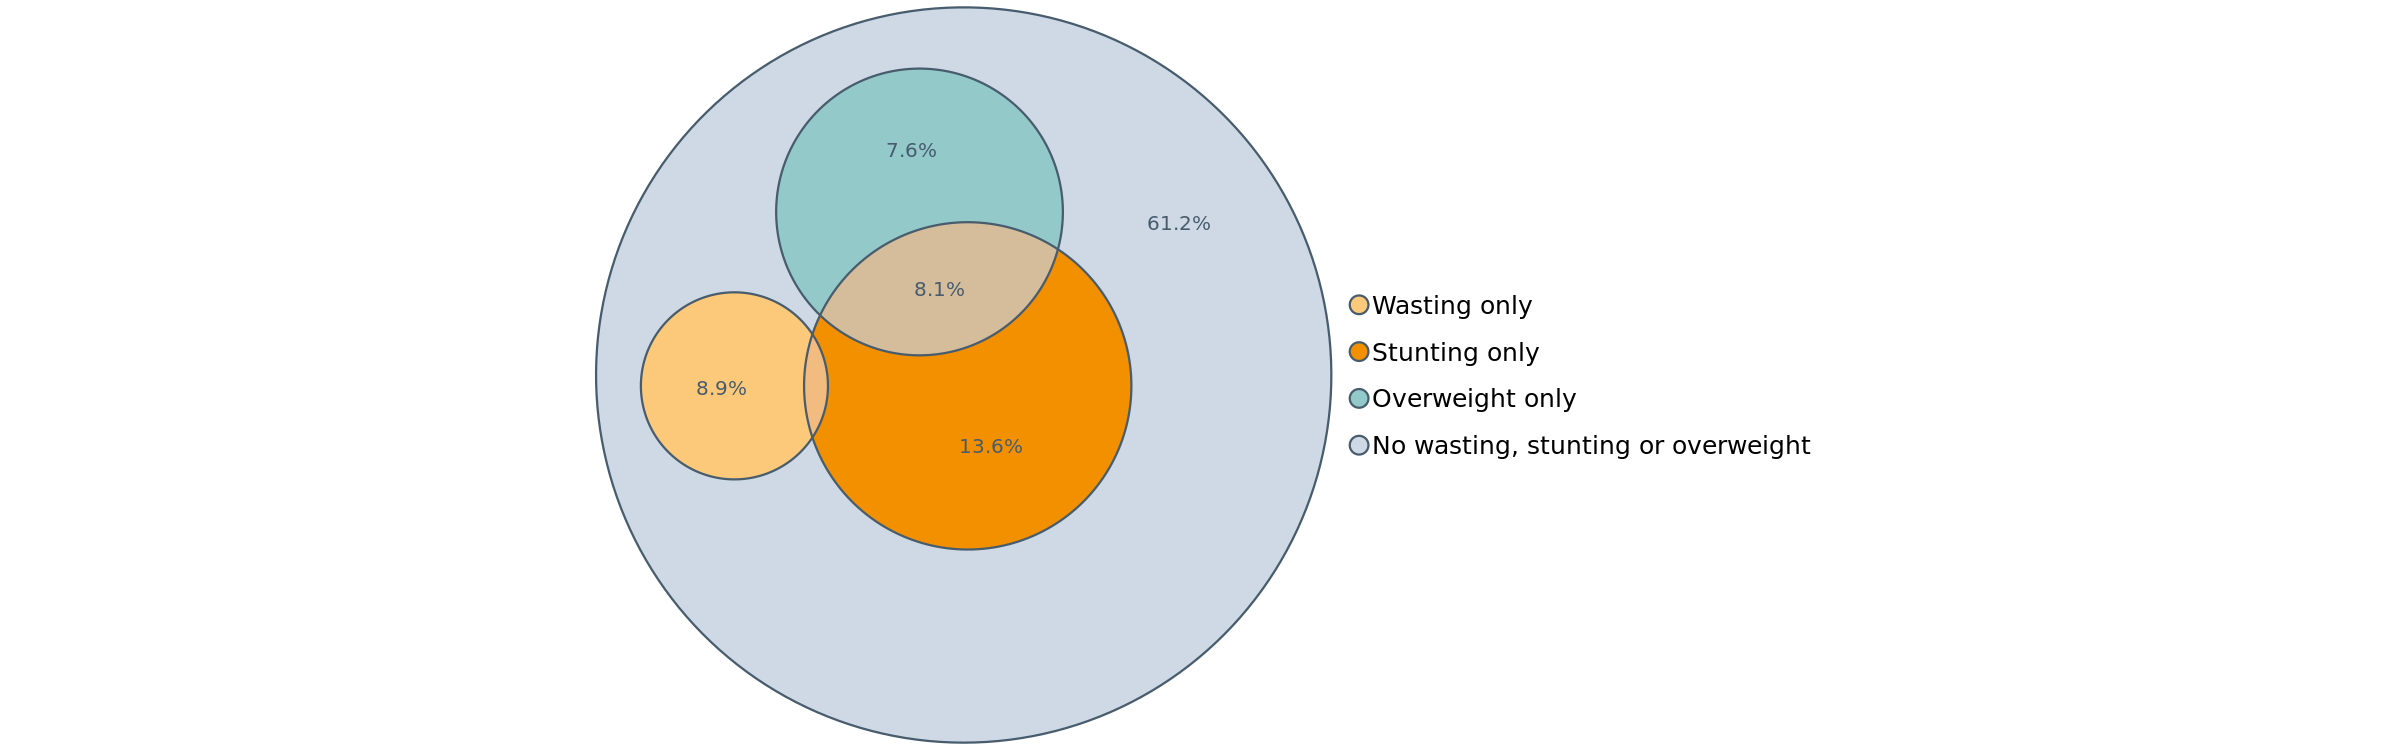 7.6%
61.2%
8.1%
8.9%
13.6%
Wasting only
Stunting only
Overweight only
No wasting, stunting or overweight